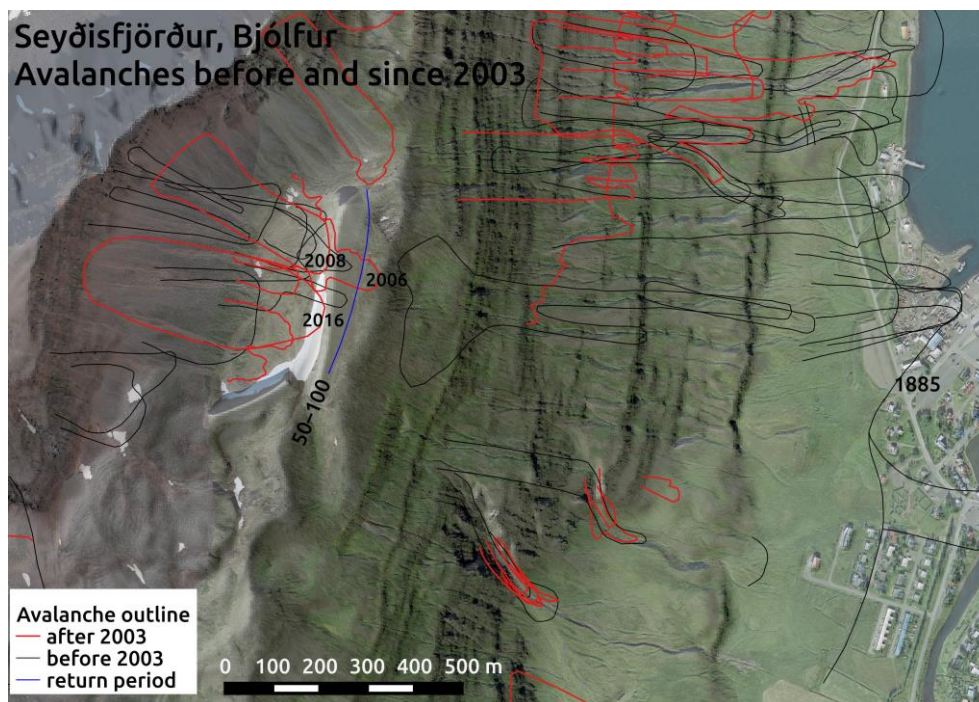 Seyðisfjörður, Bjólfur
Avalanches before and since 2003
2008
2006
2016
50–100
1885
Avalanche outline
after 2003
before 2003
return period
0 100 200 300 400 500 m